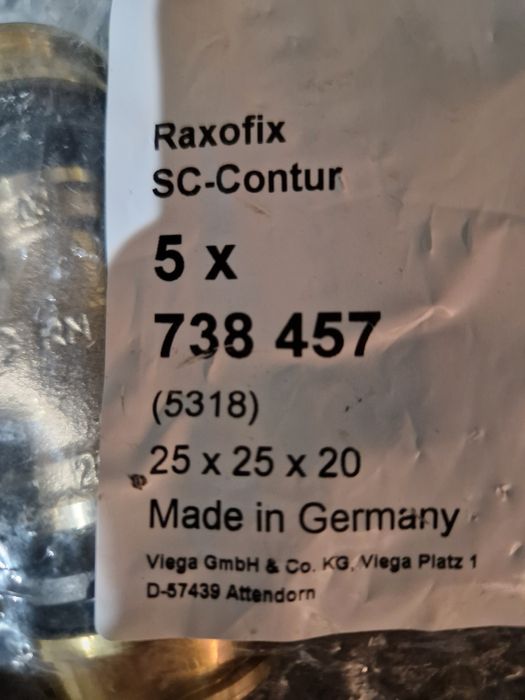 Raxofix
SC-Contur
5 x
738 457
(5318)
25 x 25 x 20
Made in Germany
Viega GmbH & Co. KG, Viega Platz 1
D-57439 Attendorn